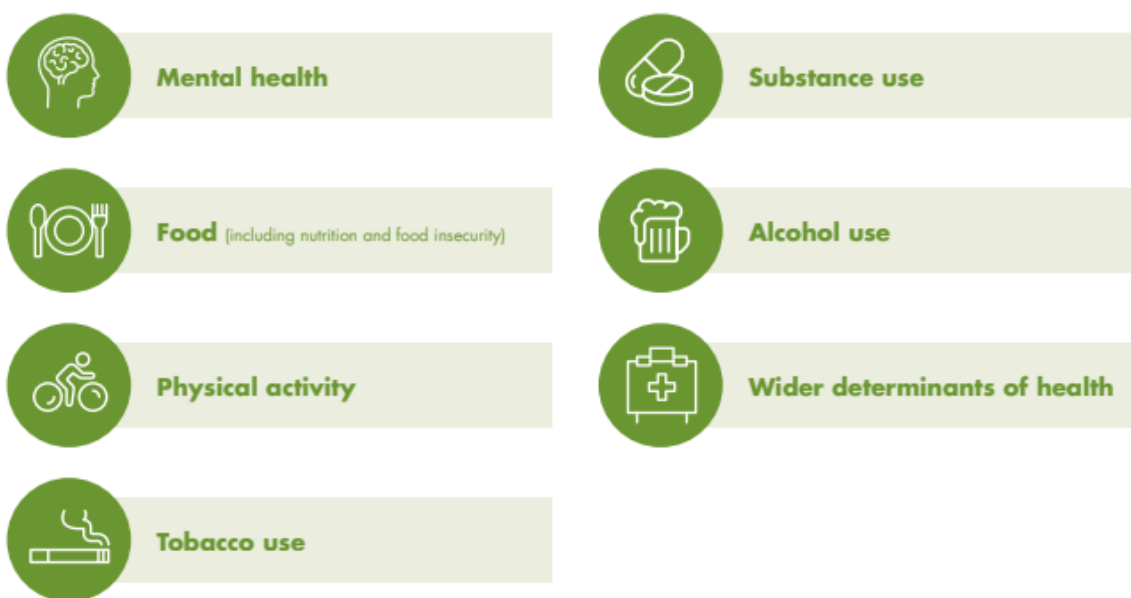 Mental health
Food (including nutrition and food insecurity)
Physical activity
Tobacco use
Substance use
Alcohol use
Wider determinants of health